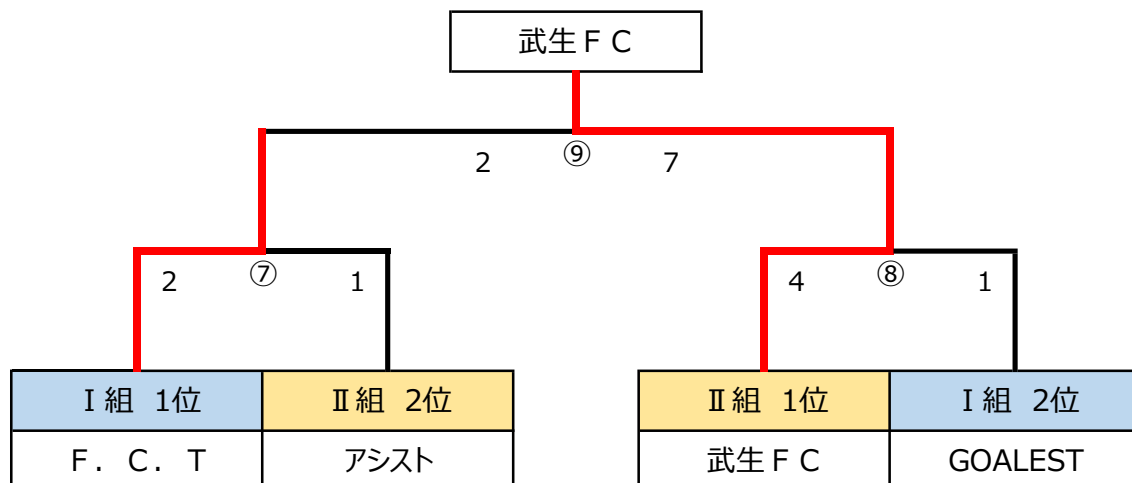 武生ＦＣ
2 ⑨ 7
2 ⑦ 1 4 ⑧ 1
Ⅰ組 1位 Ⅱ組 2位 Ⅱ組 1位 Ⅰ組 2位
Ｆ．Ｃ．Ｔ アシスト 武生ＦＣ GOALEST